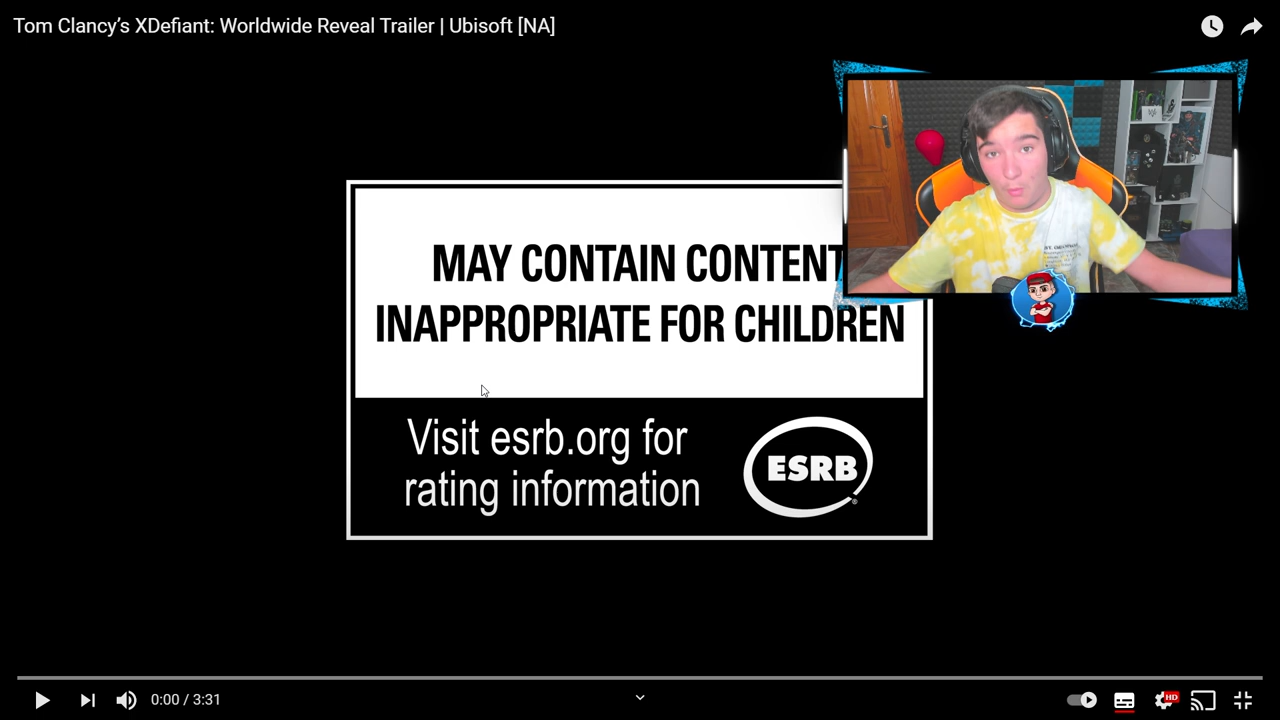 Tom Clancy’s XDefiant: Worldwide Reveal Trailer | Ubisoft [NA]
MAY CONTAIN CONTENT
INAPPROPRIATE FOR CHILDREN
Visit esrb.org for
rating information
ESRB
®
0:00 / 3:31
HD